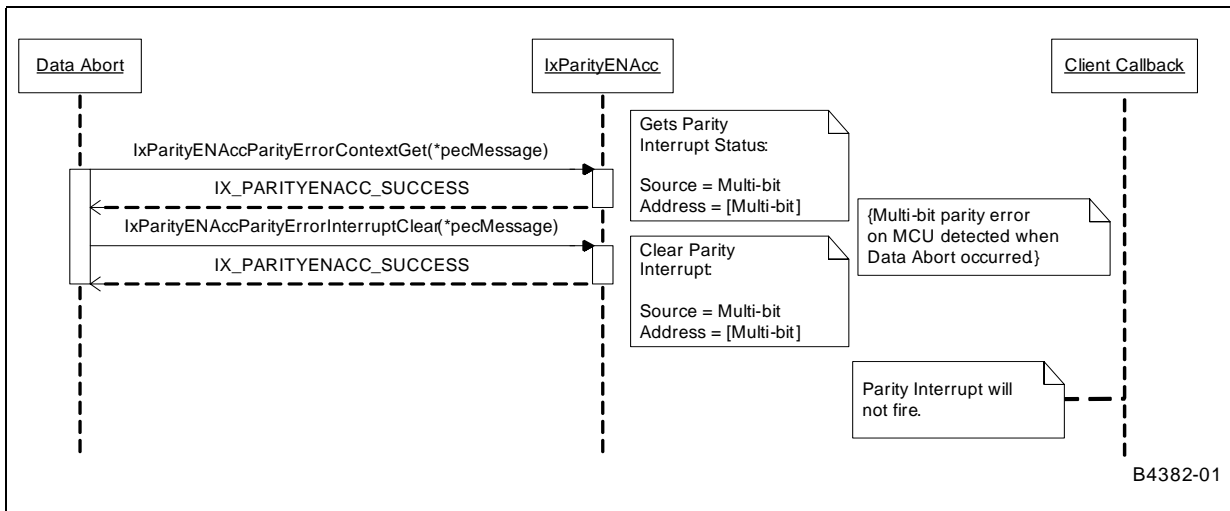 Data Abort
IxParityENAcc
Client Callback
IxParityENAccParityErrorContextGet(*pecMessage)
IX_PARITYENACC_SUCCESS
IxParityENAccParityErrorInterruptClear(*pecMessage)
IX_PARITYENACC_SUCCESS
Gets Parity
Interrupt Status:
Source = Multi-bit
Address = [Multi-bit]
Clear Parity
Interrupt:
Source = Multi-bit
Address = [Multi-bit]
{Multi-bit parity error
on MCU detected when
Data Abort occurred.}
Parity Interrupt will
not fire.
B4382-01